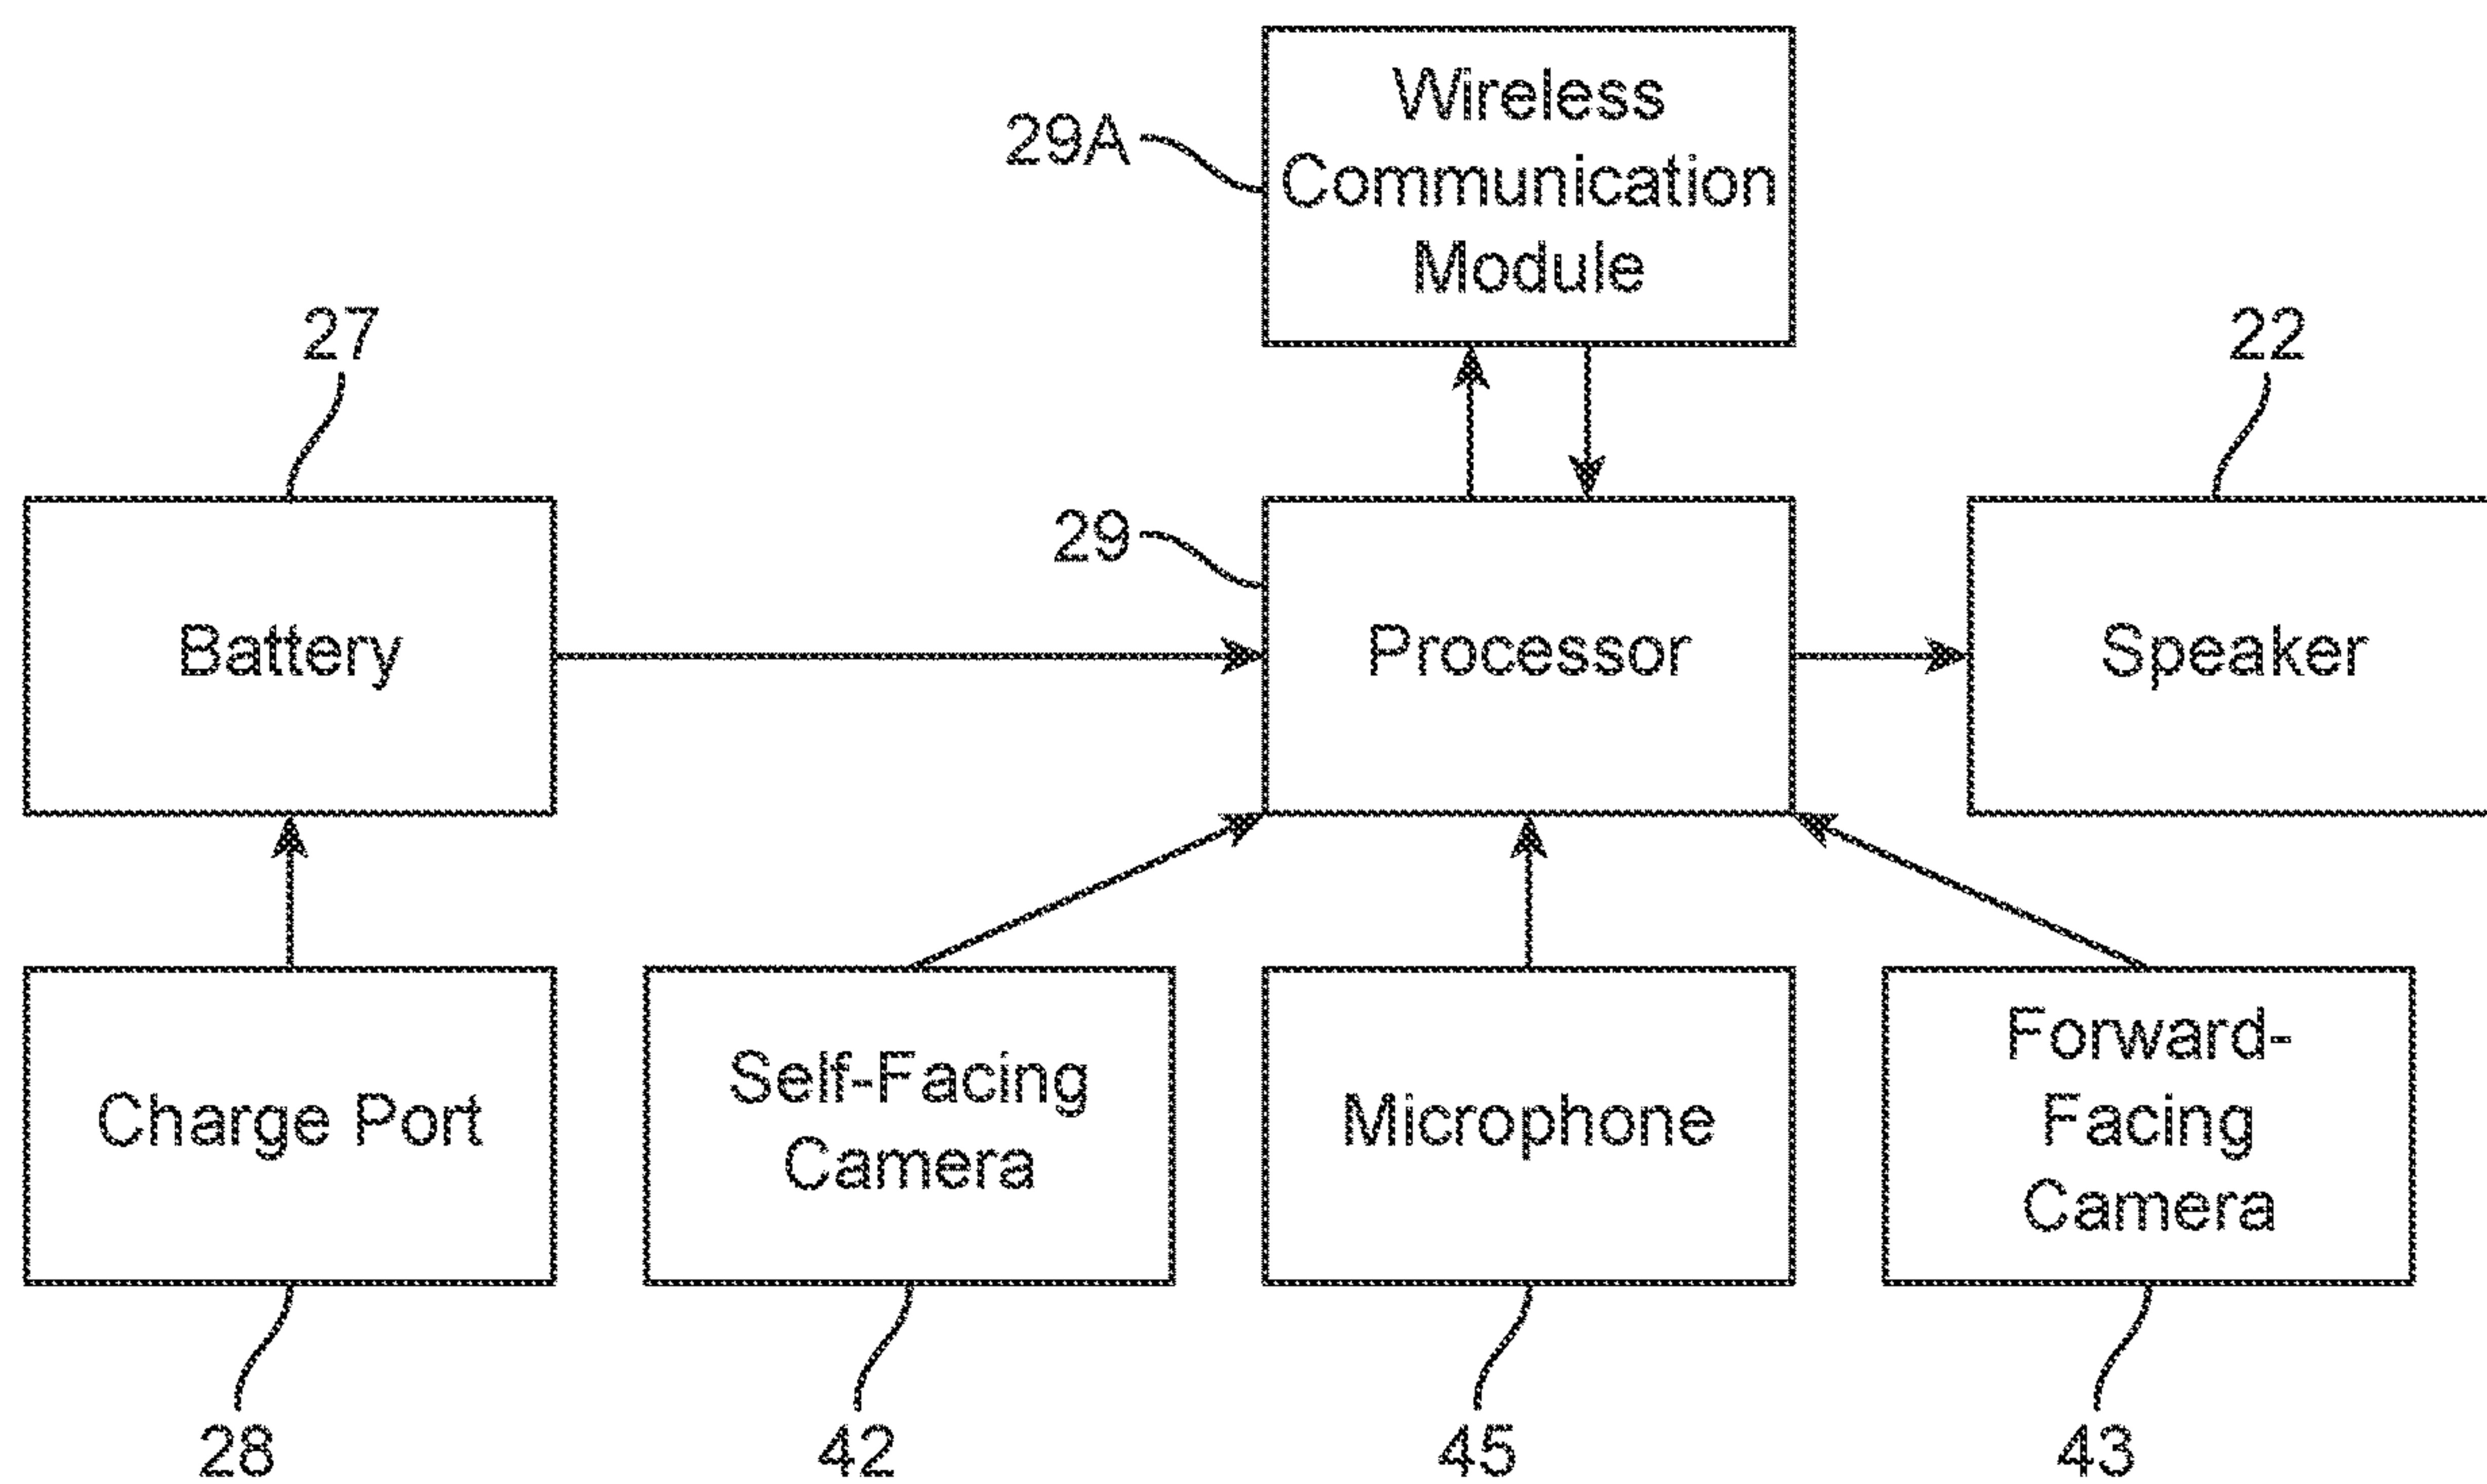 Wireless
Communication
Module
29A
27
22
29
Battery
Processor
Speaker
Charge Port
Self-Facing
Camera
Microphone
Forward-
Facing
Camera
28
42
45
43